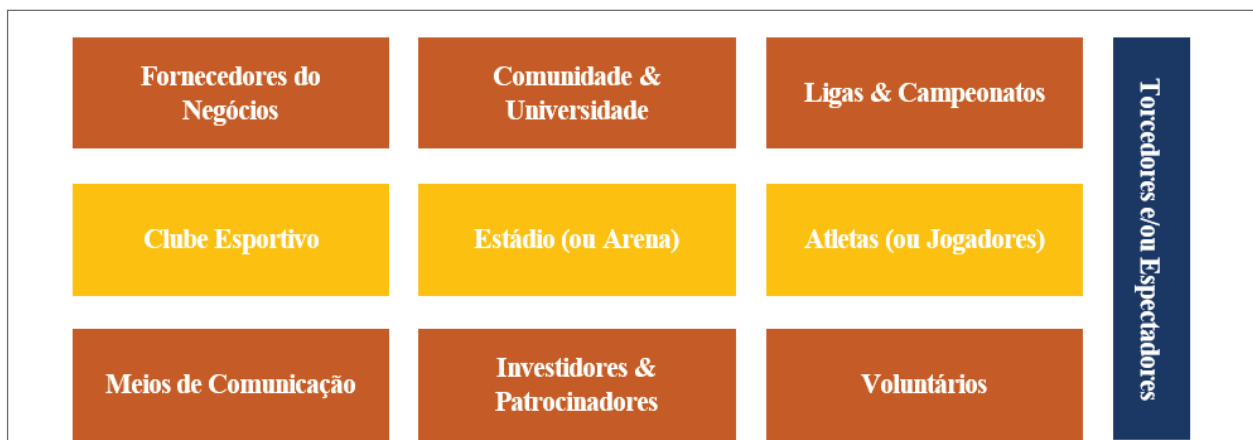 Fornecedores do
Negócios
Comunidade &
Universidade
Ligas & Campeonatos
Clube Esportivo
Estádio (ou Arena)
Atletas (ou Jogadores)
Meios de Comunicação
Investidores &
Patrocinadores
Voluntários
Torcedores e/ou Espectadores